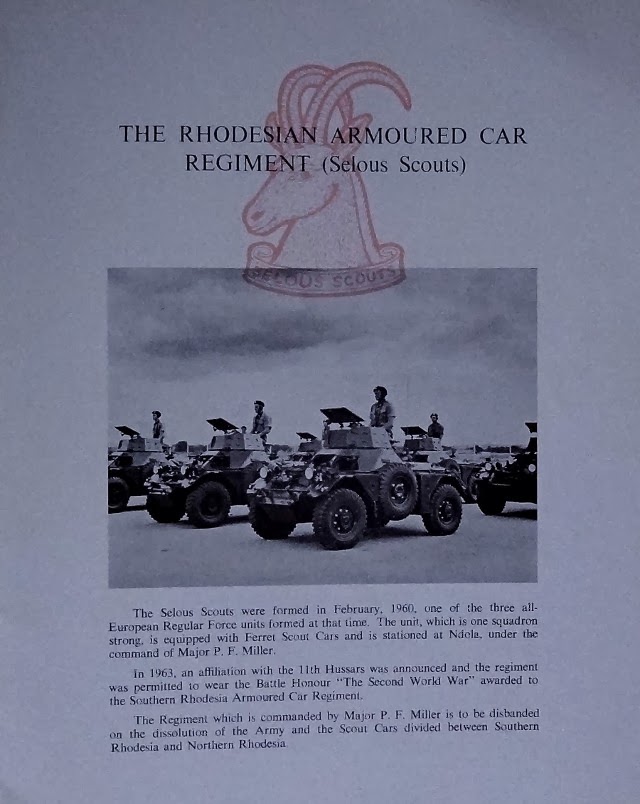 THE RHODESIAN ARMOURED CAR
REGIMENT (Selous Scouts)
SELOUS SCOUTS
The Selous Scouts were formed in February, 1960, one of the three all-
European Regular Force units formed at that time. The unit, which is one squadron
strong, is equipped with Ferret Scout Cars and is stationed at Ndola, under the
command of Major P. F. Miller.
In 1963, an affiliation with the 11th Hussars was announced and the regiment
was permitted to wear the Battle Honour “The Second World War” awarded to
the Southern Rhodesia Armoured Car Regiment.
The Regiment which is commanded by Major P. F. Miller is to be disbanded
on the dissolution of the Army and the Scout Cars divided between Southern
Rhodesia and Northern Rhodesia.